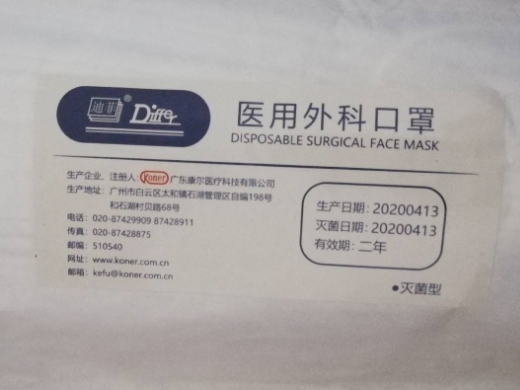 迪菲® Differ
医用外科口罩
DISPOSABLE SURGICAL FACE MASK
生产企业、注册人: Koner 广东康尔医疗科技有限公司
生产地址: 广州市白云区太和镇石湖管理区自编198号
和石湖村贝路68号
电话: 020-87429909 87428911
传真: 020-87428875
邮编: 510540
网址: www.koner.com.cn
邮箱: kefu@koner.com.cn
生产日期: 20200413
灭菌日期: 20200413
有效期: 二年
●灭菌型